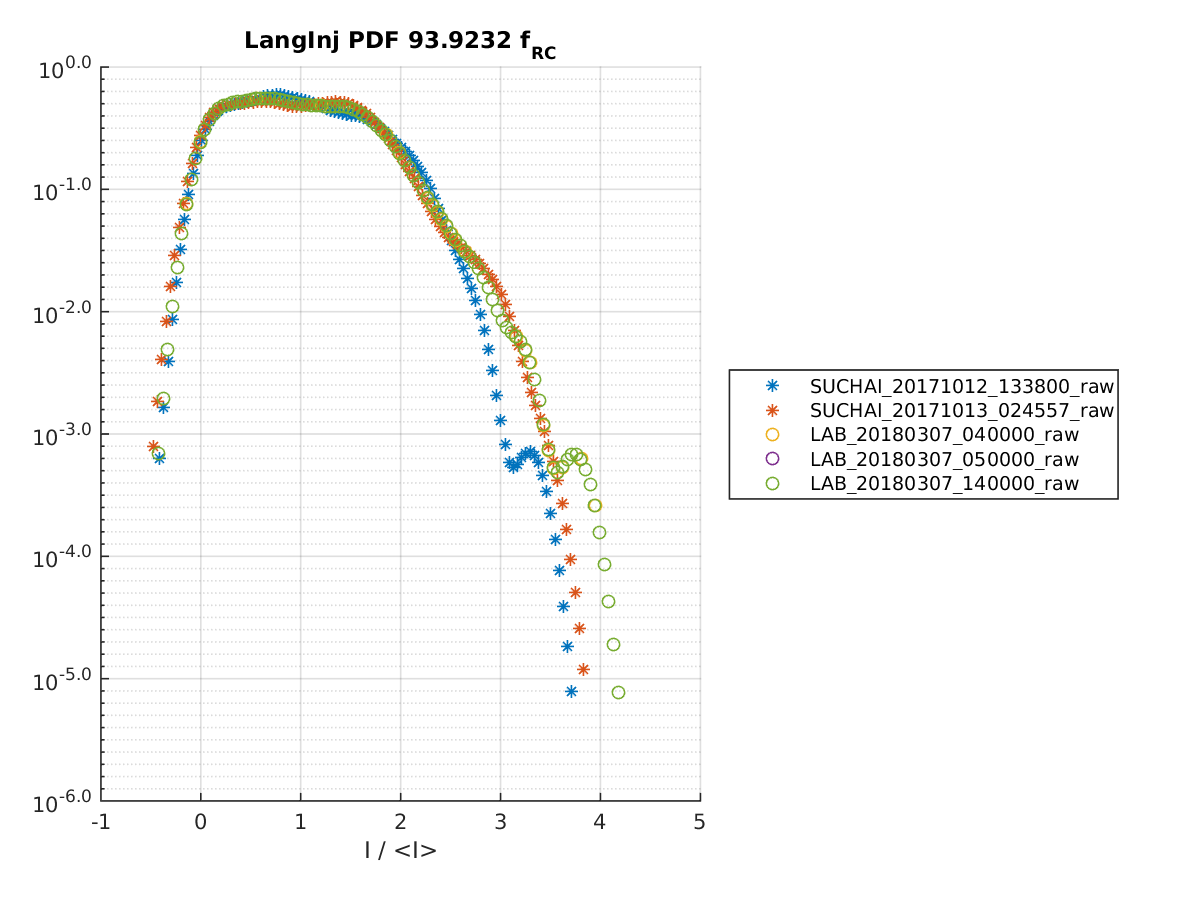 LangInj PDF 93.9232 f_RC
10^0.0
10^-1.0
10^-2.0
10^-3.0
10^-4.0
10^-5.0
10^-6.0
-1 0 1 2 3 4 5
I / <I>
SUCHAI_20171012_133800_raw
SUCHAI_20171013_024557_raw
LAB_20180307_040000_raw
LAB_20180307_050000_raw
LAB_20180307_140000_raw